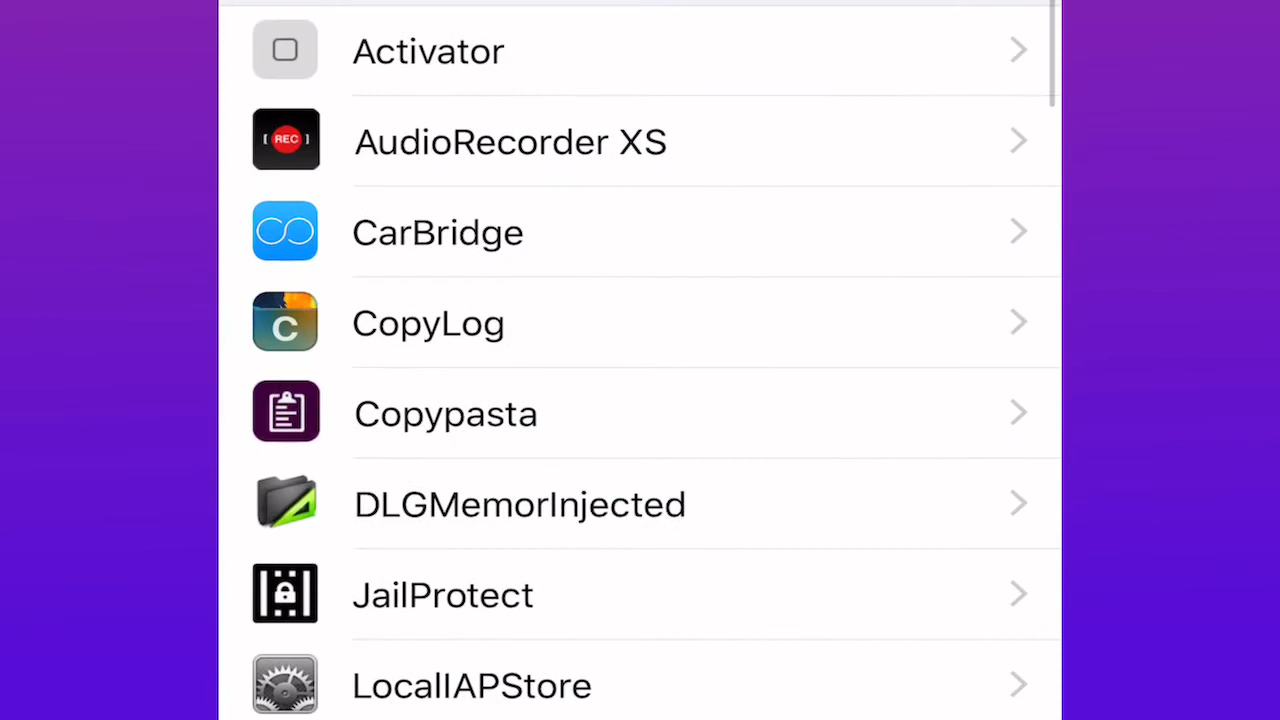 Activator
[ REC ]
AudioRecorder XS
CarBridge
C
CopyLog
Copypasta
DLGMemorInjected
JailProtect
LocalIAPStore